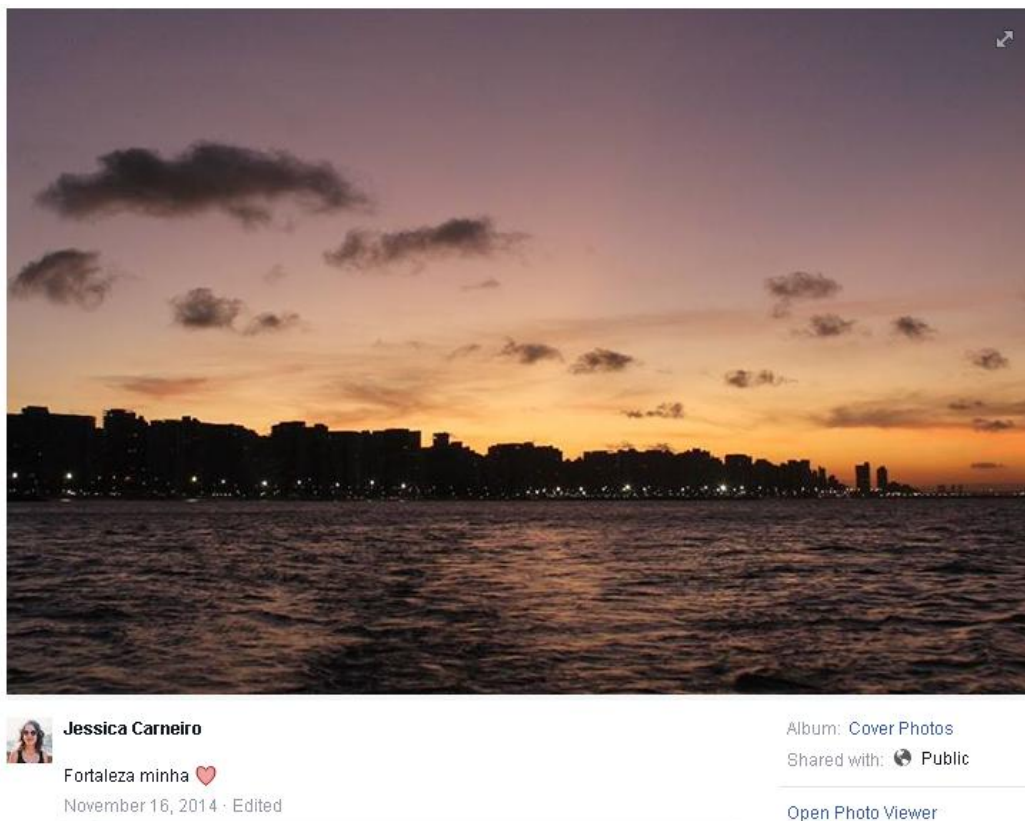 Jessica Carneiro
Fortaleza minha
November 16, 2014 · Edited
Album: Cover Photos
Shared with: Public
Open Photo Viewer